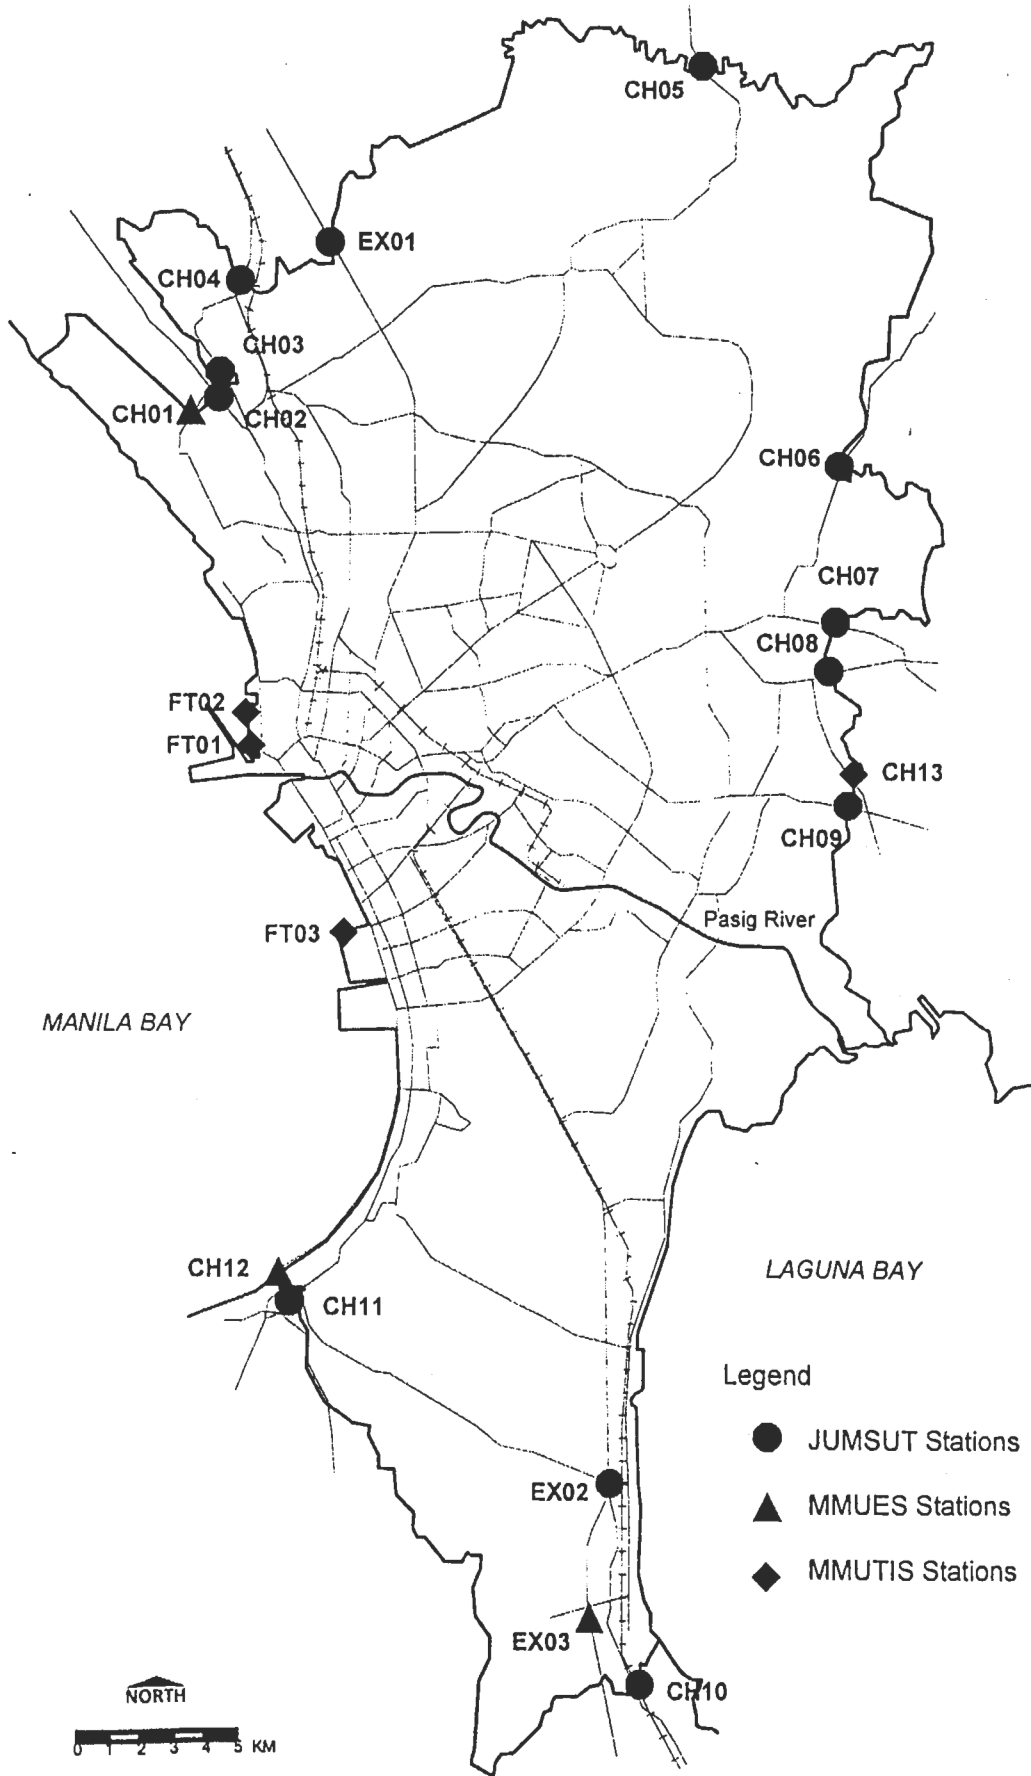 CH05
EX01
CH04
CH03
CH01
CH02
CH06
CH07
CH08
FT02
FT01
CH13
CH09
Pasig River
FT03
MANILA BAY
CH12
LAGUNA BAY
CH11
Legend
JUMSUT Stations
EX02
MMUES Stations
MMUTIS Stations
EX03
CH10
NORTH
0 1 2 3 4 5 KM